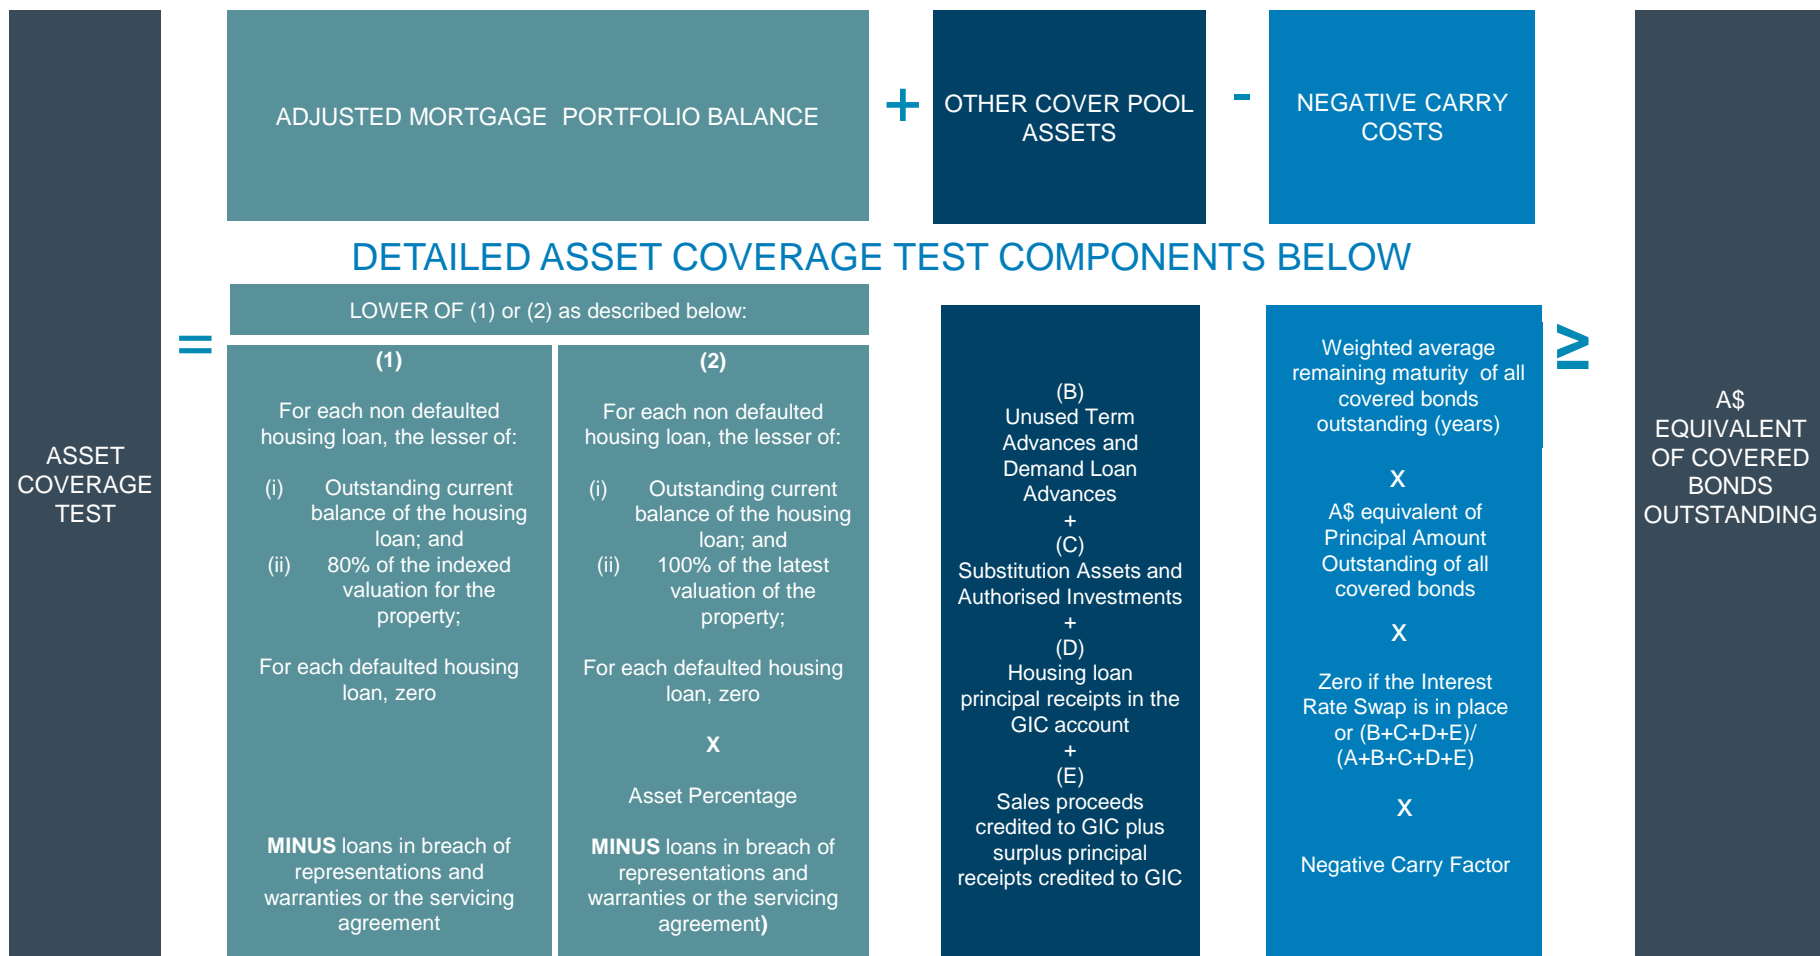 ASSET
COVERAGE
TEST
=
ADJUSTED MORTGAGE PORTFOLIO BALANCE
+
OTHER COVER POOL
ASSETS
-
NEGATIVE CARRY
COSTS
DETAILED ASSET COVERAGE TEST COMPONENTS BELOW
LOWER OF (1) or (2) as described below:
(1)
For each non defaulted
housing loan, the lesser of:
(i) Outstanding current
balance of the housing
loan; and
(ii) 80% of the indexed
valuation for the
property;
For each defaulted housing
loan, zero
MINUS loans in breach of
representations and
warranties or the servicing
agreement
(2)
For each non defaulted
housing loan, the lesser of:
(i) Outstanding current
balance of the housing
loan; and
(ii) 100% of the latest
valuation of the
property;
For each defaulted housing
loan, zero
X
Asset Percentage
MINUS loans in breach of
representations and
warranties or the servicing
agreement)
(B)
Unused Term
Advances and
Demand Loan
Advances
+
(C)
Substitution Assets and
Authorised Investments
+
(D)
Housing loan
principal receipts in the
GIC account
+
(E)
Sales proceeds
credited to GIC plus
surplus principal
receipts credited to GIC
Weighted average
remaining maturity of all
covered bonds
outstanding (years)
X
A$ equivalent of
Principal Amount
Outstanding of all
covered bonds
X
Zero if the Interest
Rate Swap is in place
or (B+C+D+E)/
(A+B+C+D+E)
X
Negative Carry Factor
≥
A$
EQUIVALENT
OF COVERED
BONDS
OUTSTANDING